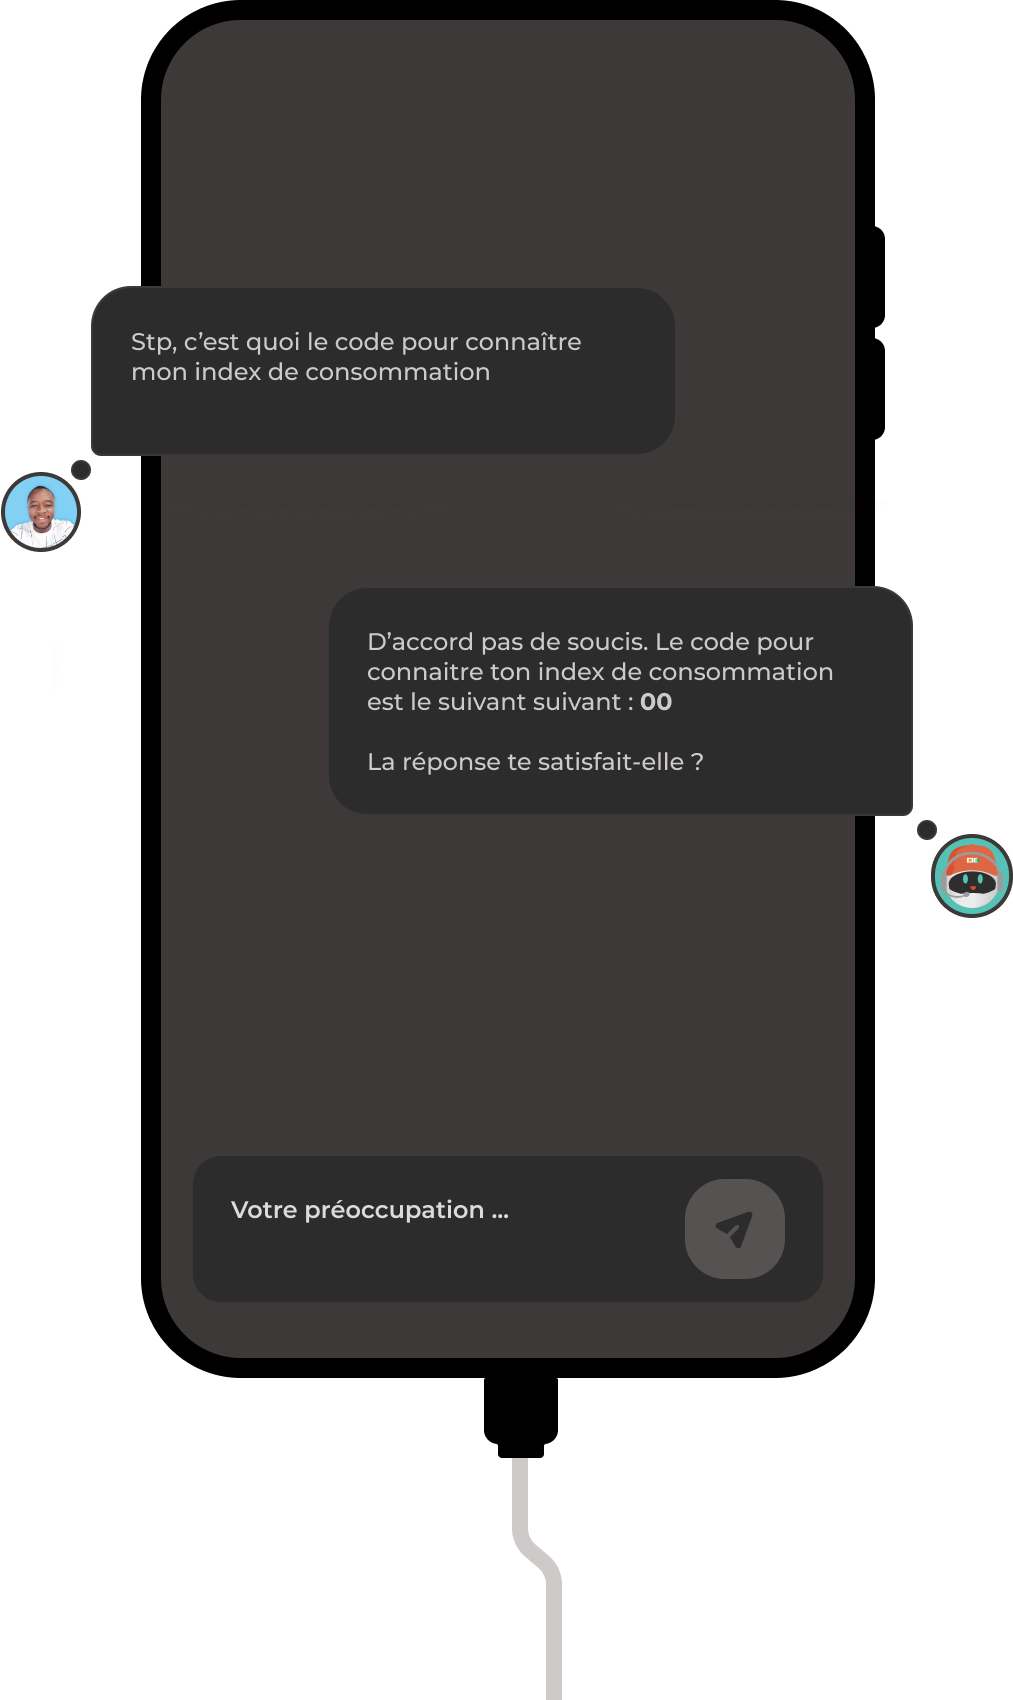 Stp, c’est quoi le code pour connaître
mon index de consommation
D’accord pas de soucis. Le code pour
connaitre ton index de consommation
est le suivant suivant : 00
La réponse te satisfait-elle ?
Votre préoccupation ...